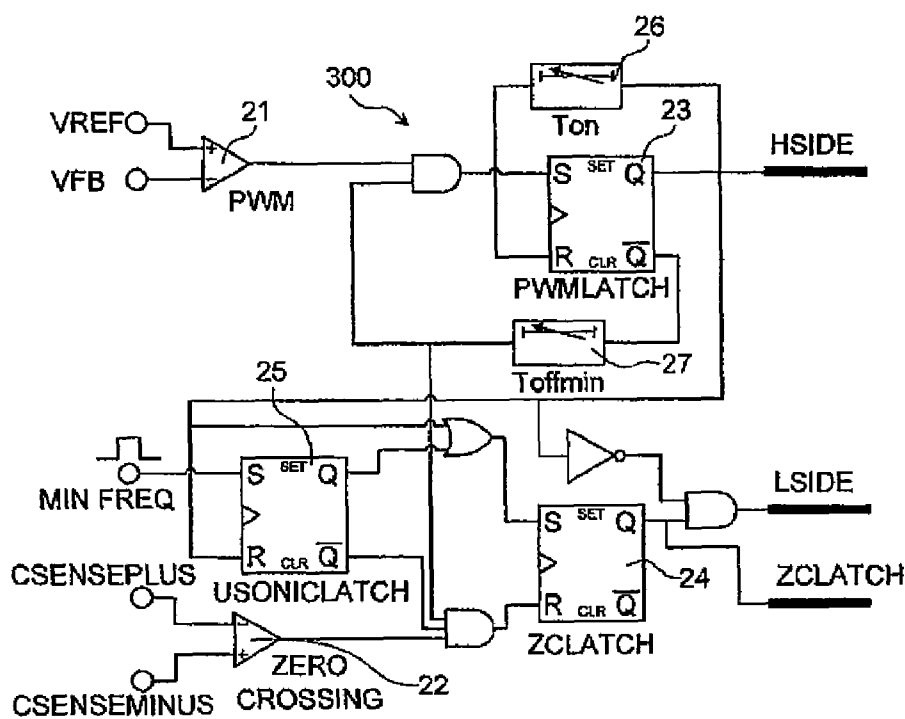 26
300
Ton
VREF
21
+
−
VFB
PWM
23
HSIDE
S SET Q
R CLR Q̅
PWMLATCH
27
Toffmin
25
MIN FREQ
S SET Q
R CLR Q̅
USONICLATCH
LSIDE
S SET Q
R CLR Q̅
24
ZCLATCH
ZCLATCH
CSENSEPLUS
−
+
ZERO
CROSSING
22
CSENSEMINUS